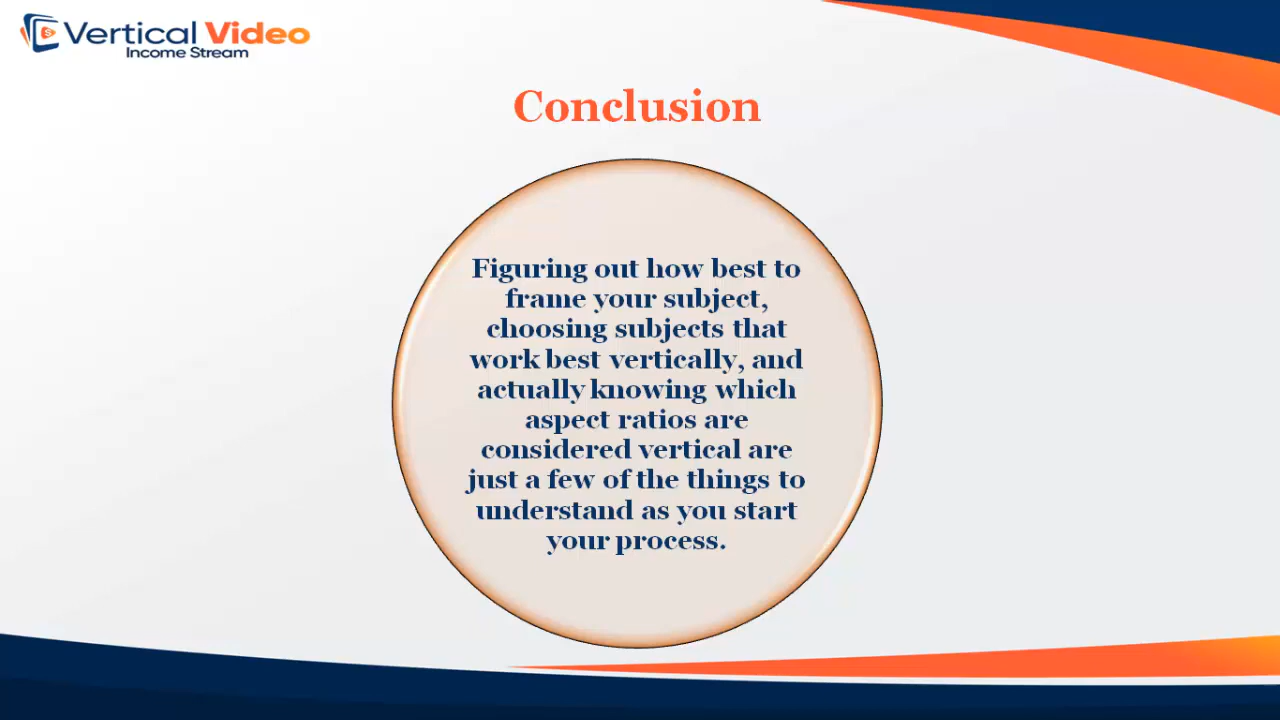 Vertical Video
Income Stream
Conclusion
Figuring out how best to
frame your subject,
choosing subjects that
work best vertically, and
actually knowing which
aspect ratios are
considered vertical are
just a few of the things to
understand as you start
your process.